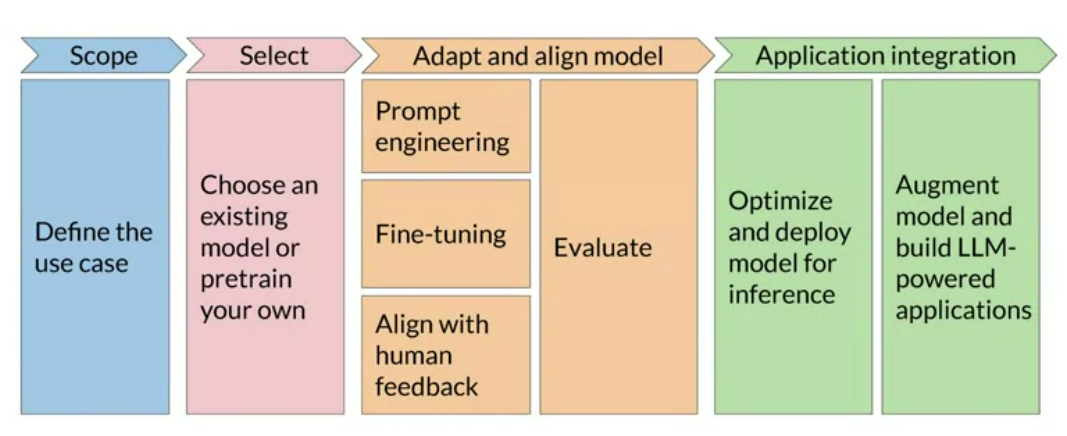 Scope
Select
Adapt and align model
Application integration
Define the
use case
Choose an
existing
model or
pretrain
your own
Prompt
engineering
Fine-tuning
Align with
human
feedback
Evaluate
Optimize
and deploy
model for
inference
Augment
model and
build LLM-
powered
applications